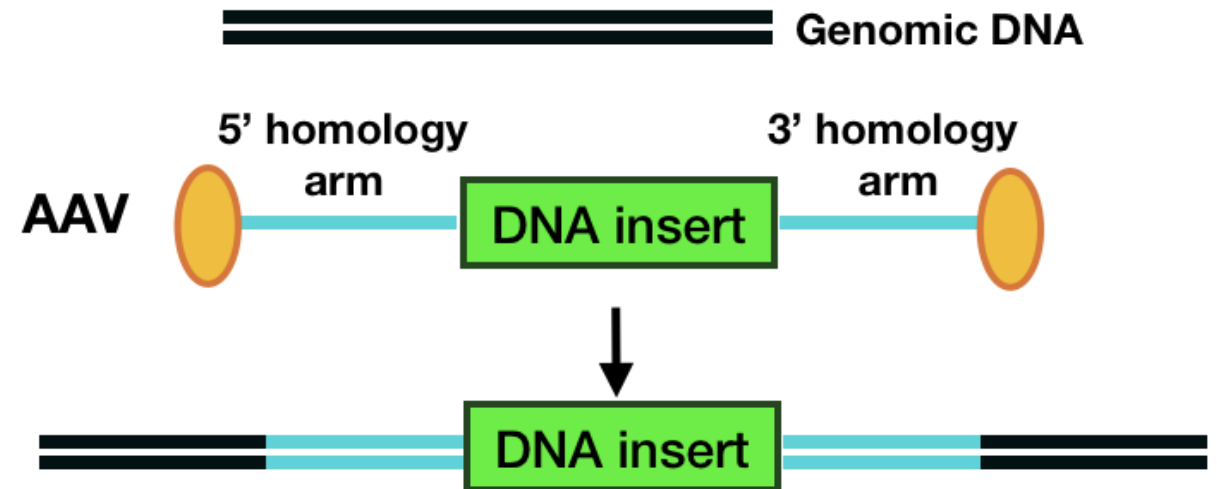 Genomic DNA
5’ homology
arm
3’ homology
arm
AAV
DNA insert
DNA insert